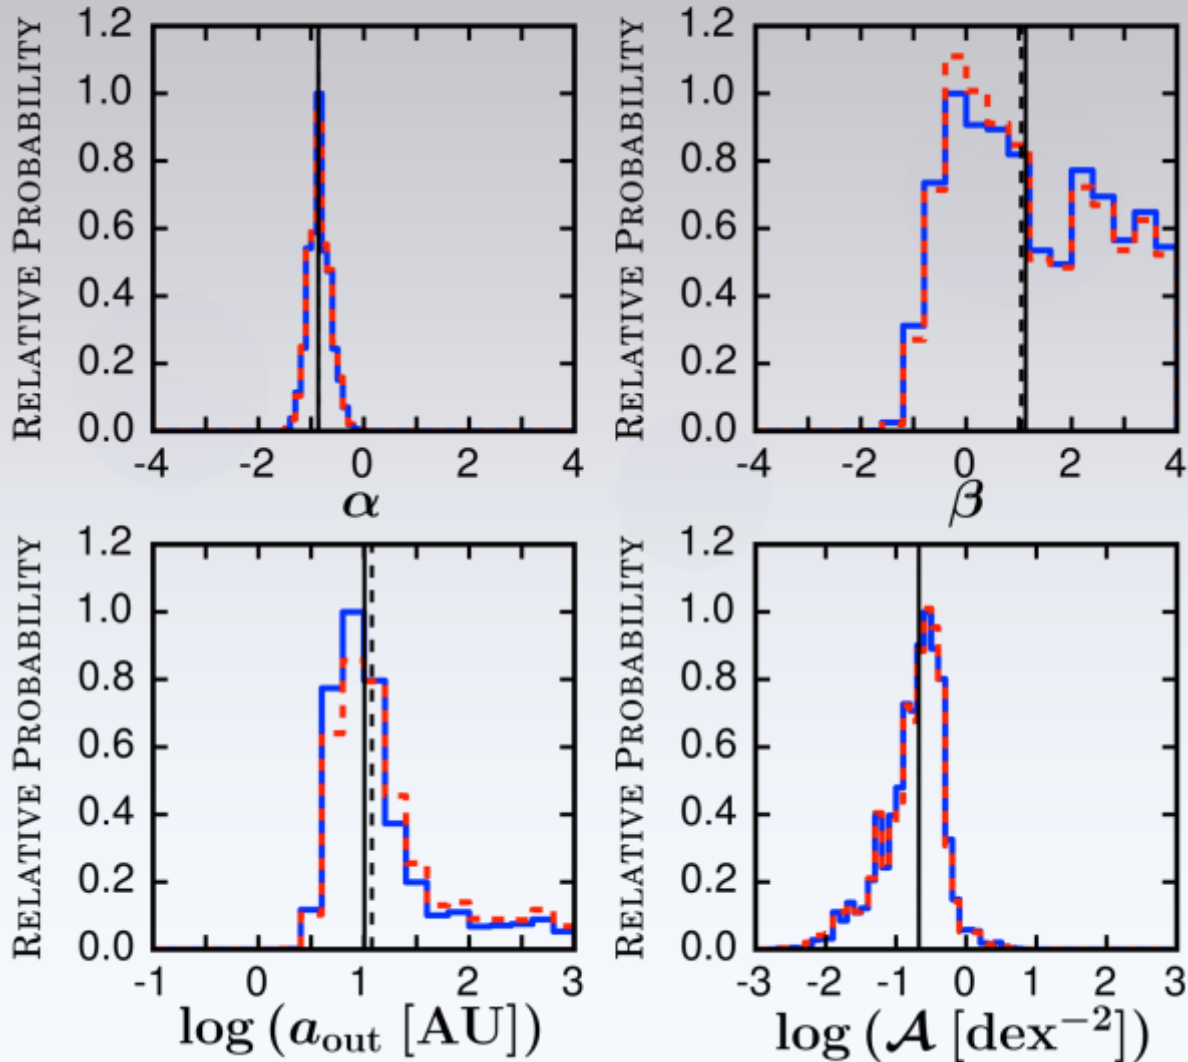 RELATIVE PROBABILITY
1.2
1.0
0.8
0.6
0.4
0.2
0.0
-4 -2 0 2 4
α
RELATIVE PROBABILITY
1.2
1.0
0.8
0.6
0.4
0.2
0.0
-4 -2 0 2 4
β
RELATIVE PROBABILITY
1.2
1.0
0.8
0.6
0.4
0.2
0.0
-1 0 1 2 3
log (a_out [AU])
RELATIVE PROBABILITY
1.2
1.0
0.8
0.6
0.4
0.2
0.0
-3 -2 -1 0 1 2 3
log (𝓐 [dex⁻²])